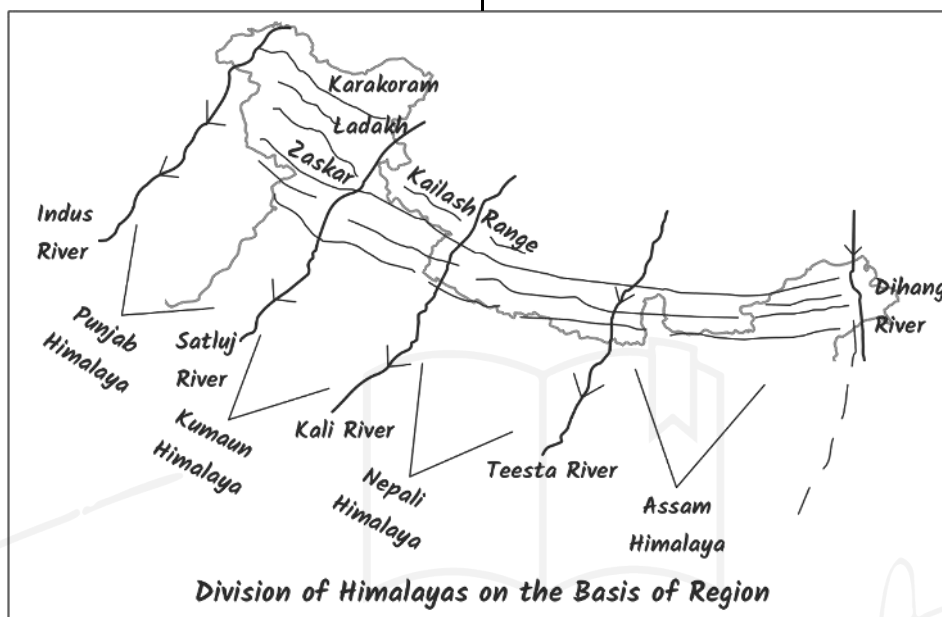 Karakoram
Ladakh
Zaskar
Kailash Range
Indus
River
Dihang
River
Punjab
Himalaya
Satluj
River
Kumaun
Himalaya
Kali River
Nepali
Himalaya
Teesta River
Assam
Himalaya
Division of Himalayas on the Basis of Region